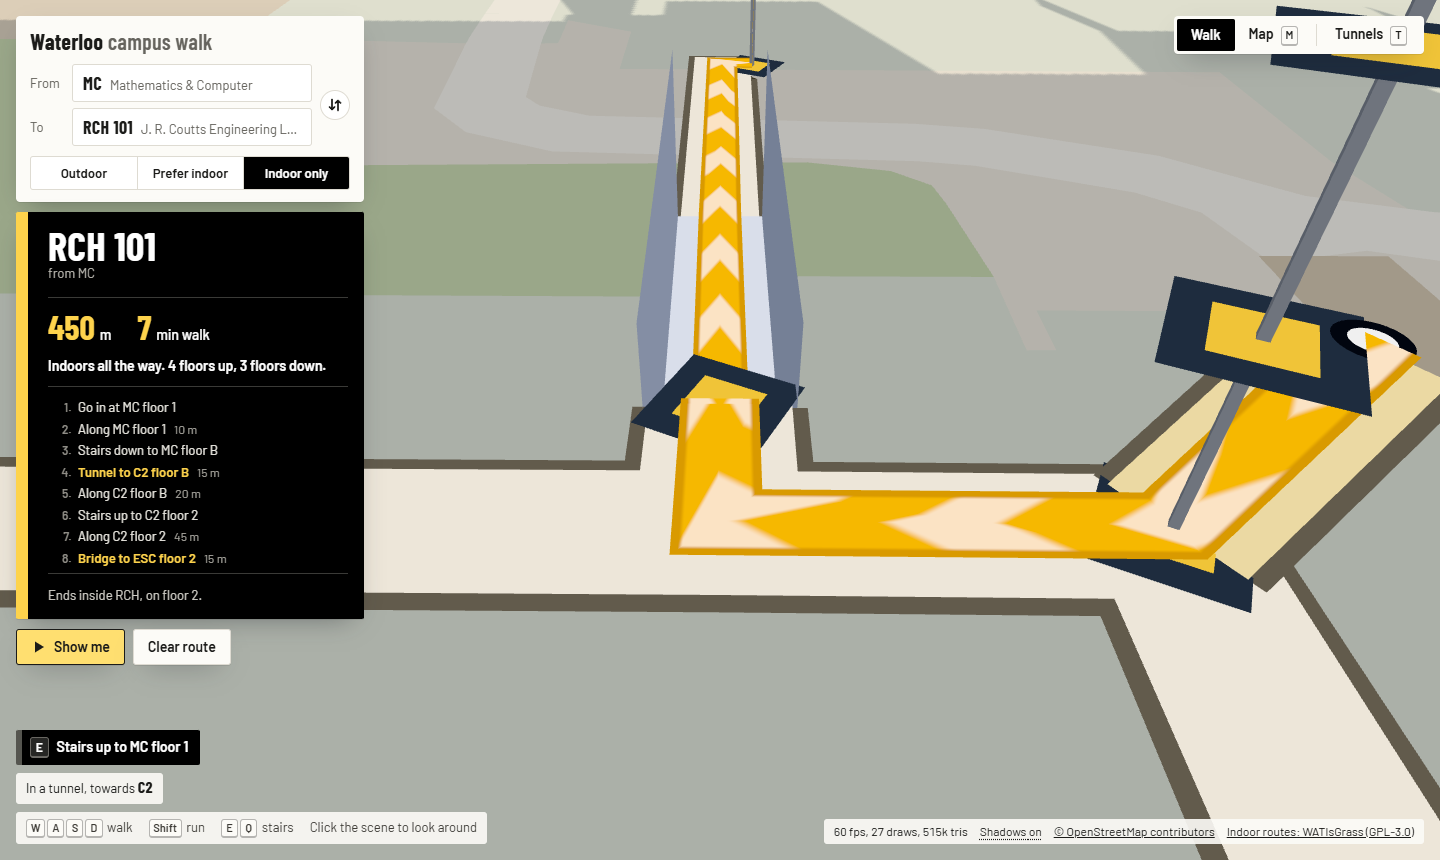 Waterloo campus walk
From MC Mathematics & Computer
To RCH 101 J. R. Coutts Engineering L...
Outdoor Prefer indoor Indoor only
RCH 101
from MC
450 m 7 min walk
Indoors all the way. 4 floors up, 3 floors down.
1. Go in at MC floor 1
2. Along MC floor 1 10 m
3. Stairs down to MC floor B
4. Tunnel to C2 floor B 15 m
5. Along C2 floor B 20 m
6. Stairs up to C2 floor 2
7. Along C2 floor 2 45 m
8. Bridge to ESC floor 2 15 m
Ends inside RCH, on floor 2.
Show me Clear route
E Stairs up to MC floor 1
In a tunnel, towards C2
W A S D walk Shift run E Q stairs Click the scene to look around
Walk Map M Tunnels T
60 fps, 27 draws, 515k tris Shadows on © OpenStreetMap contributors Indoor routes: WATIsGrass (GPL-3.0)